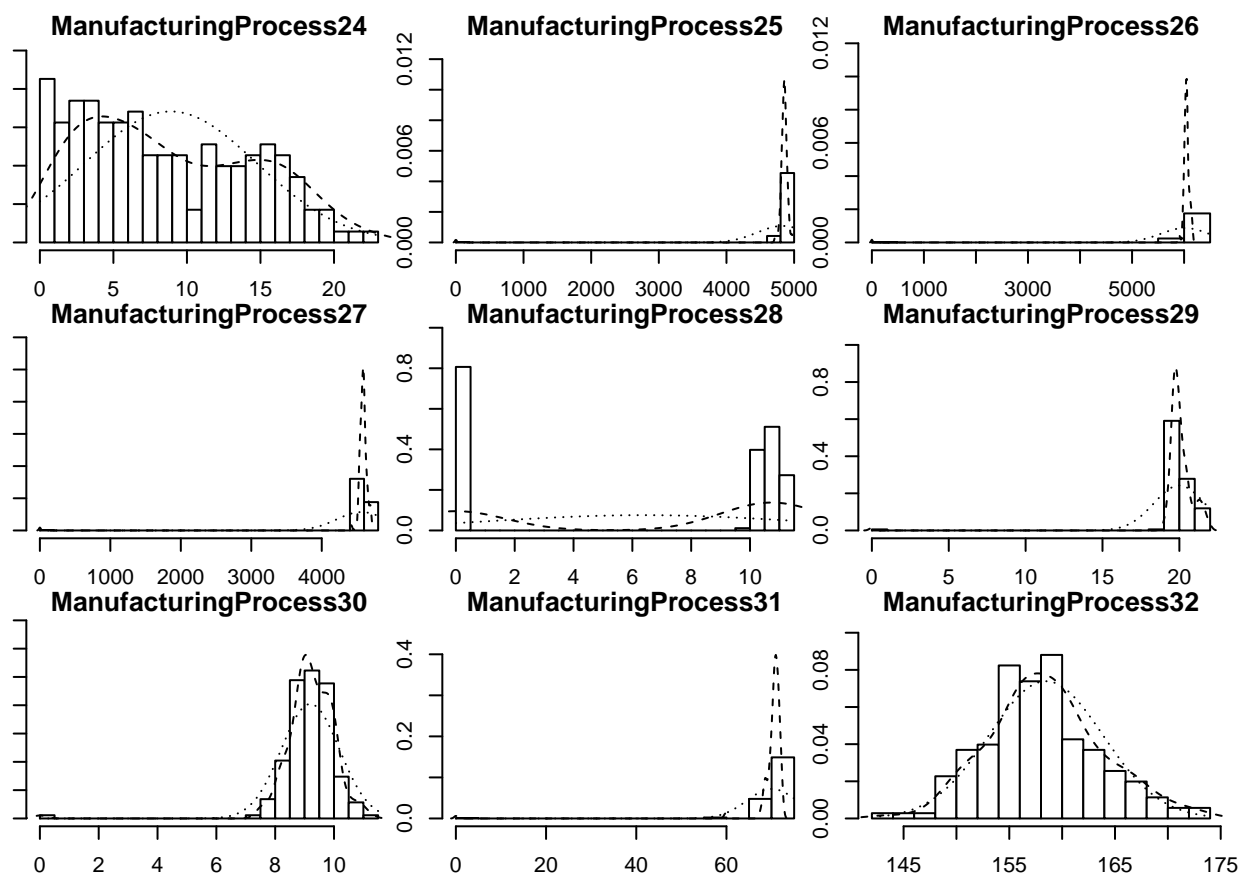 ManufacturingProcess24 ManufacturingProcess25 ManufacturingProcess26
0.000 0.006 0.012 0.000 0.006 0.012
0 5 10 15 20 0 1000 2000 3000 4000 5000 0 1000 3000 5000
ManufacturingProcess27 ManufacturingProcess28 ManufacturingProcess29
0.0 0.4 0.8 0.0 0.4 0.8
0 1000 2000 3000 4000 0 2 4 6 8 10 0 5 10 15 20
ManufacturingProcess30 ManufacturingProcess31 ManufacturingProcess32
0.0 0.2 0.4 0.00 0.04 0.08
0 2 4 6 8 10 0 20 40 60 145 155 165 175